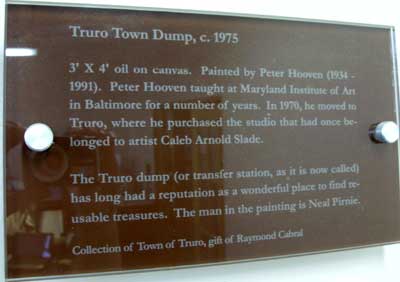 Truro Town Dump, c. 1975
3' X 4' oil on canvas. Painted by Peter Hooven (1934 -
1991). Peter Hooven taught at Maryland Institute of Art
in Baltimore for a number of years. In 1970, he moved to
Truro, where he purchased the studio that had once be-
longed to artist Caleb Arnold Slade.
The Truro dump (or transfer station, as it is now called)
has long had a reputation as a wonderful place to find re-
usable treasures. The man in the painting is Neal Pirnie.
Collection of Town of Truro, gift of Raymond Cabral